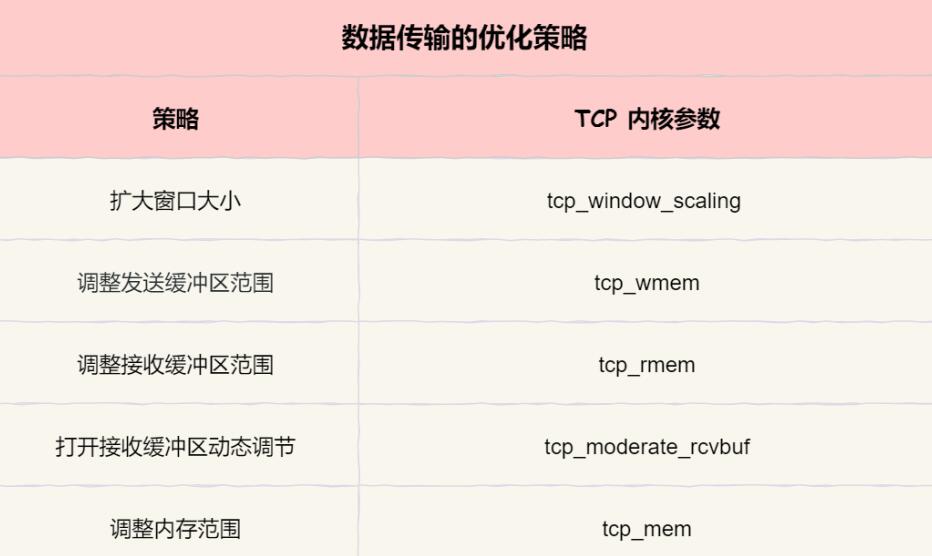 数据传输的优化策略
策略 TCP 内核参数
扩大窗口大小 tcp_window_scaling
调整发送缓冲区范围 tcp_wmem
调整接收缓冲区范围 tcp_rmem
打开接收缓冲区动态调节 tcp_moderate_rcvbuf
调整内存范围 tcp_mem